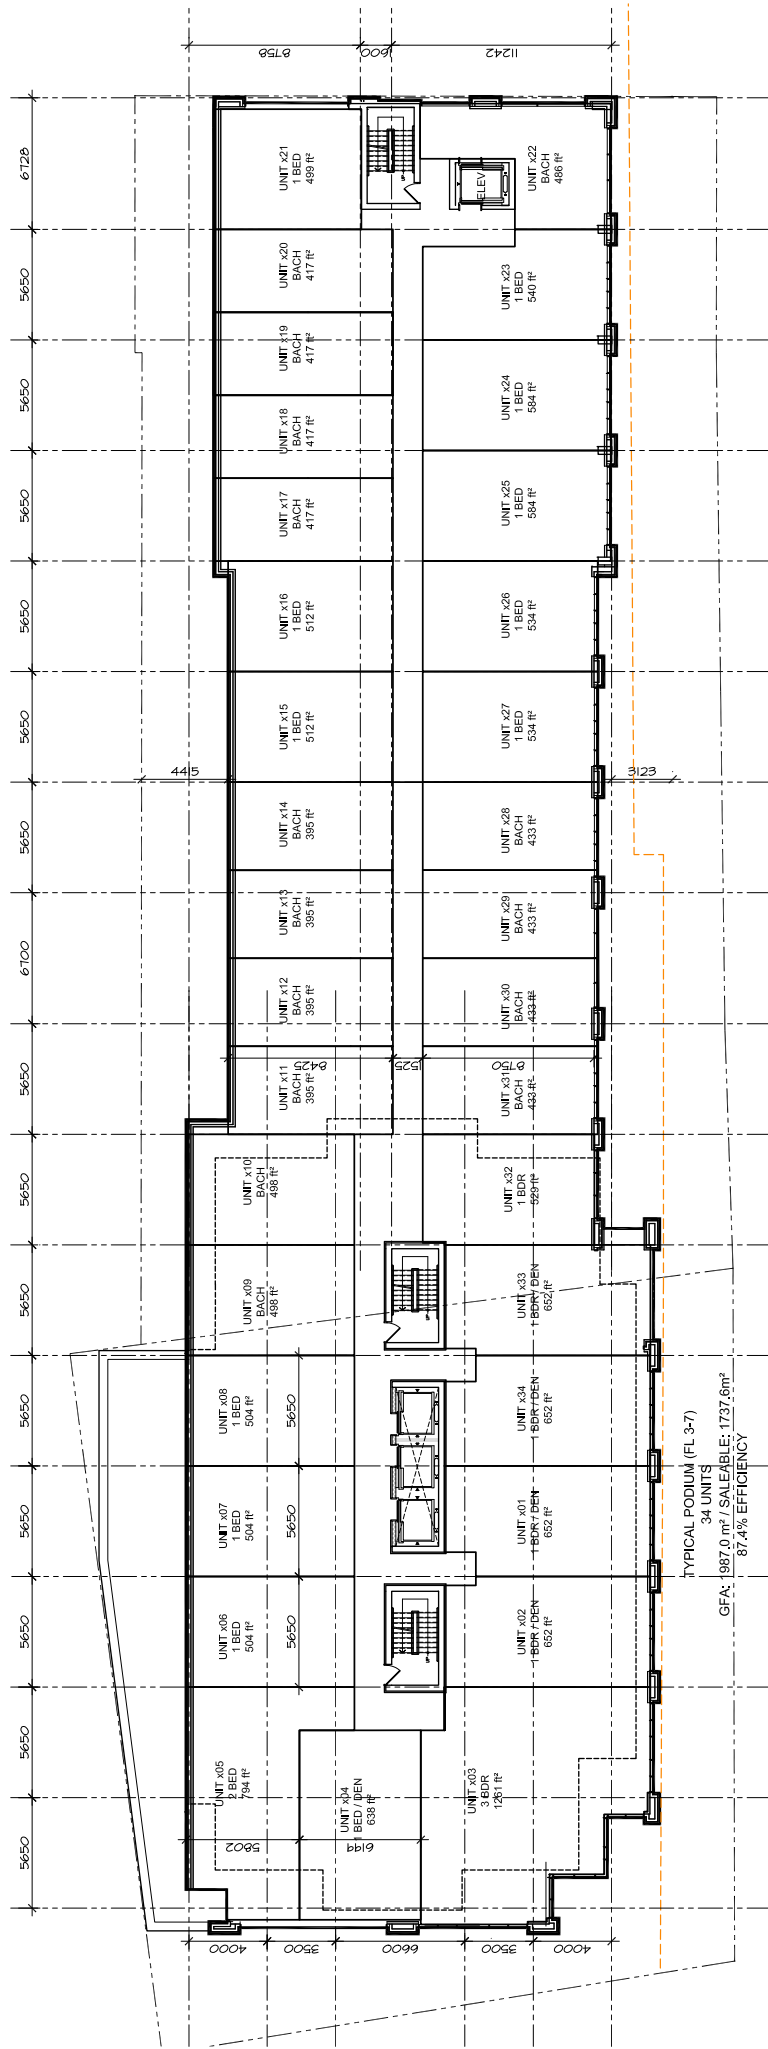 8758
1600
11242
6728
5650
5650
5650
5650
5650
5650
6700
5650
5650
5650
5650
5650
5650
5650
5650
UNIT x21
1 BED
499 ft²
ELEV
UNIT x22
BACH
486 ft²
UNIT x20
BACH
417 ft²
UNIT x23
1 BED
540 ft²
UNIT x19
BACH
417 ft²
UNIT x24
1 BED
584 ft²
UNIT x18
BACH
417 ft²
UNIT x17
BACH
417 ft²
UNIT x25
1 BED
584 ft²
UNIT x16
1 BED
512 ft²
UNIT x26
1 BED
534 ft²
UNIT x15
1 BED
512 ft²
UNIT x27
1 BED
534 ft²
4415
3123
UNIT x14
BACH
395 ft²
UNIT x28
BACH
433 ft²
UNIT x13
BACH
395 ft²
UNIT x29
BACH
433 ft²
UNIT x12
BACH
395 ft²
UNIT x30
BACH
433 ft²
8425
1525
8750
UNIT x11
BACH
395 ft²
UNIT x31
BACH
433 ft²
UNIT x10
BACH
498 ft²
UNIT x32
1 BDR
529 ft²
UNIT x09
BACH
498 ft²
UNIT x33
1 BDR / DEN
652 ft²
UNIT x08
1 BED
504 ft²
5650
UNIT x34
1 BDR / DEN
652 ft²
UNIT x07
1 BED
504 ft²
5650
UNIT x01
1 BDR / DEN
652 ft²
UNIT x06
1 BED
504 ft²
5650
UNIT x02
1 BDR / DEN
652 ft²
UNIT x05
2 BED
794 ft²
UNIT x04
1 BED / DEN
638 ft²
UNIT x03
3 BDR
1261 ft²
5802
6199
4000
3500
6600
3500
4000
TYPICAL PODIUM (FL 3-7)
34 UNITS
GFA: 1987.0 m² / SALEABLE: 1737.6m²
87.4% EFFICIENCY